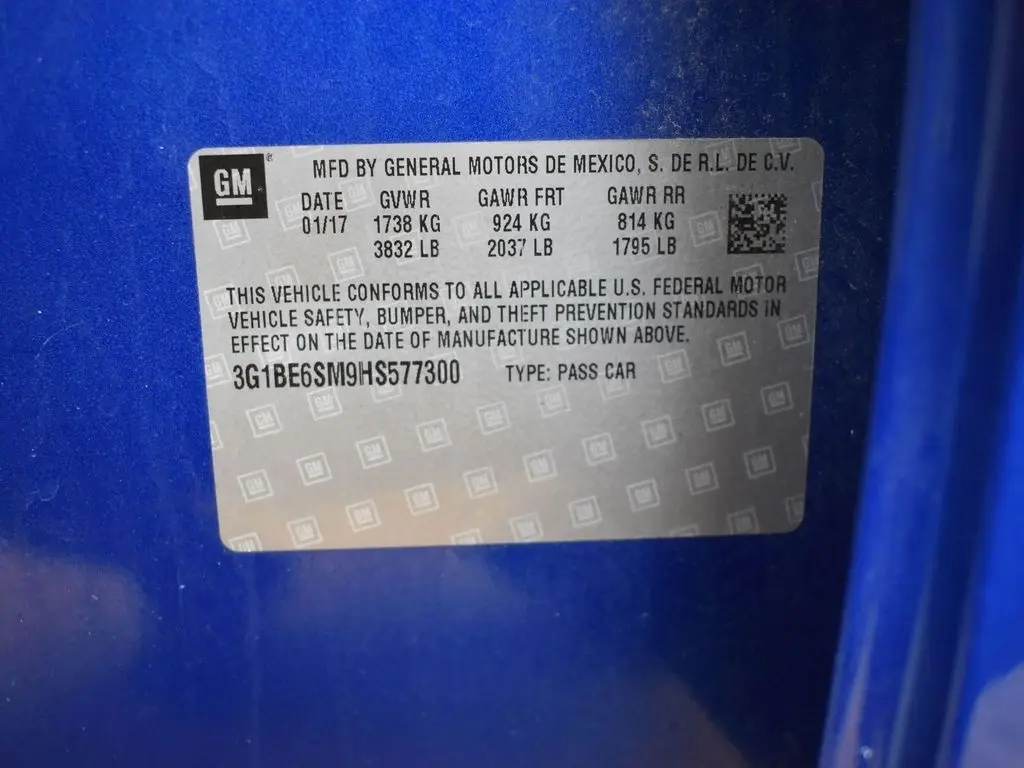 GM® MFD BY GENERAL MOTORS DE MEXICO, S. DE R.L. DE C.V.
DATE GVWR GAWR FRT GAWR RR
01/17 1738 KG 924 KG 814 KG
3832 LB 2037 LB 1795 LB
THIS VEHICLE CONFORMS TO ALL APPLICABLE U.S. FEDERAL MOTOR
VEHICLE SAFETY, BUMPER, AND THEFT PREVENTION STANDARDS IN
EFFECT ON THE DATE OF MANUFACTURE SHOWN ABOVE.
3G1BE6SM9HS577300 TYPE: PASS CAR